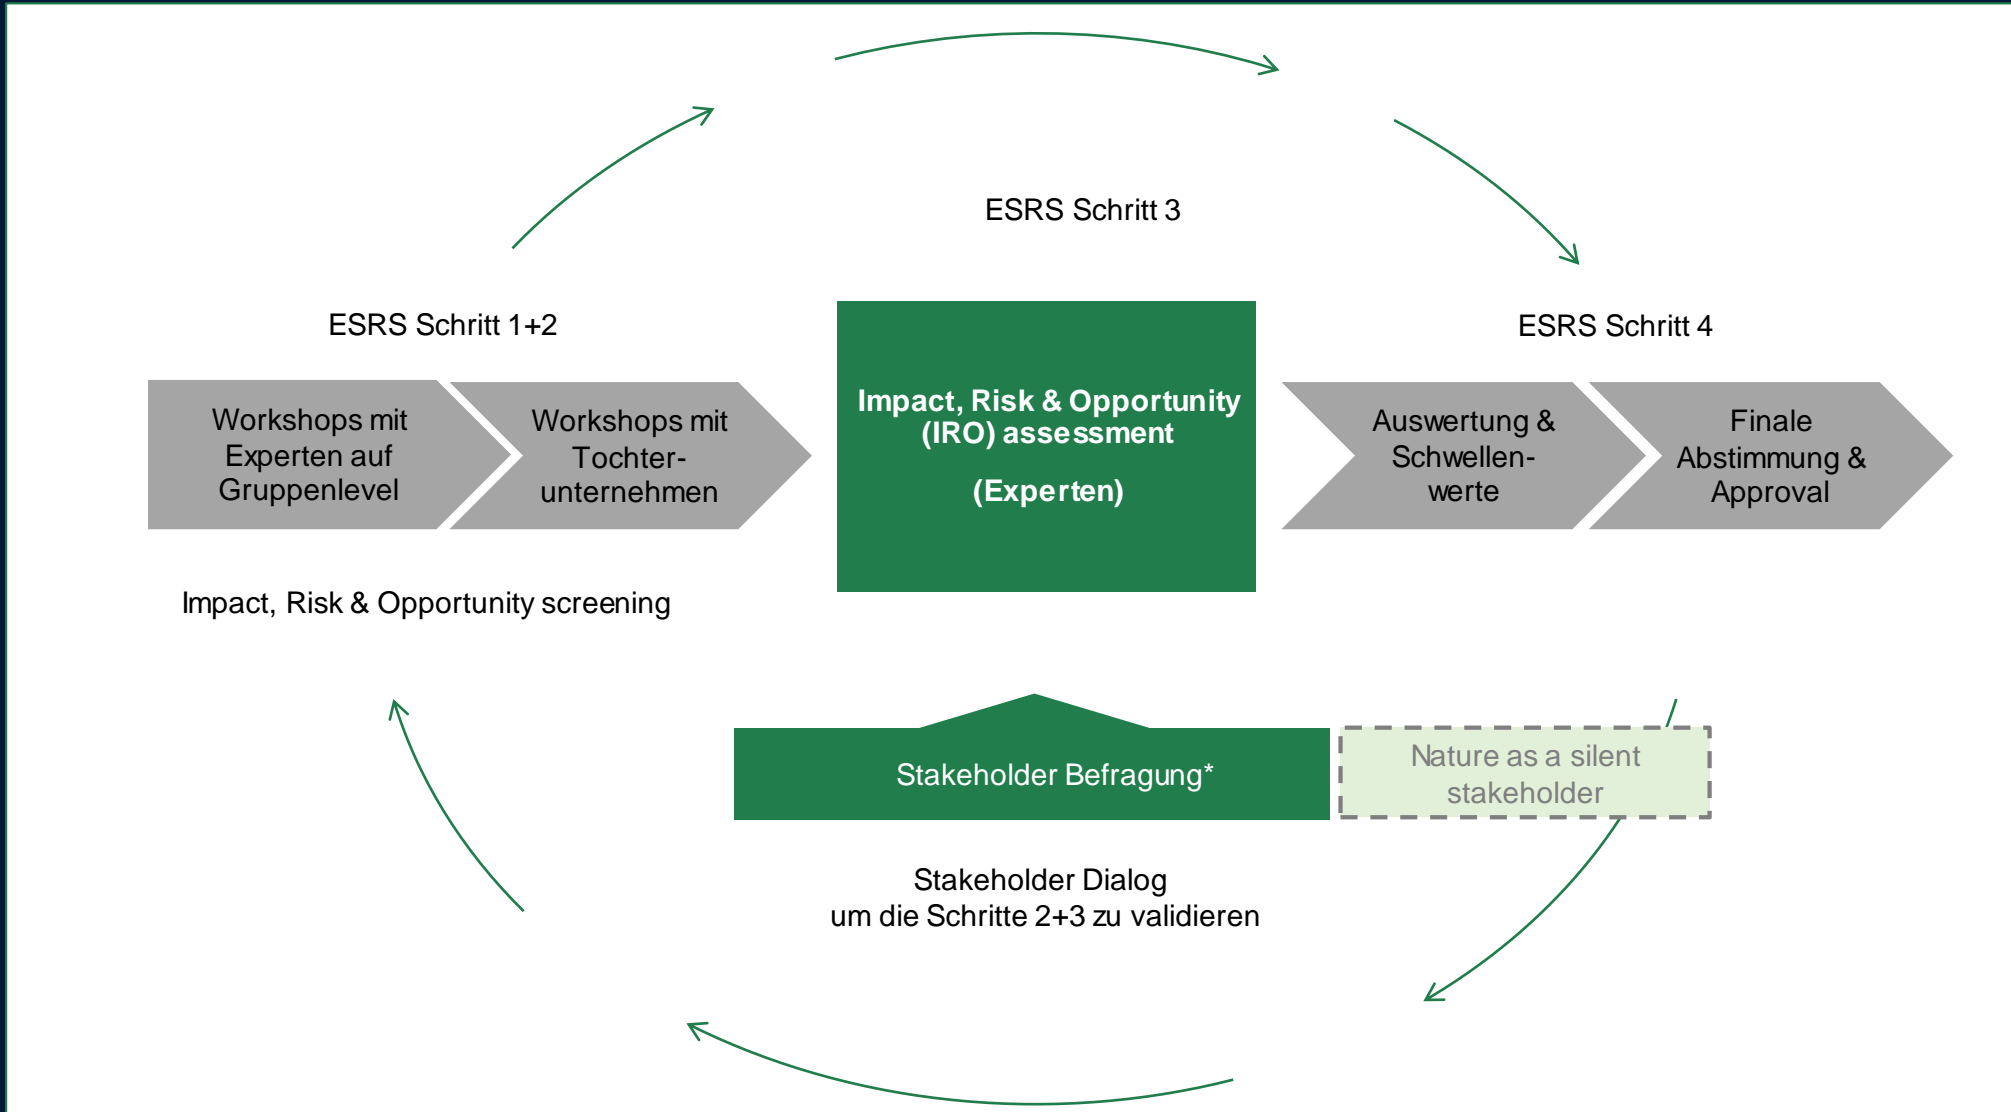 ESRS Schritt 3
ESRS Schritt 1+2
ESRS Schritt 4
Workshops mit
Experten auf
Gruppenlevel
Workshops mit
Tochter-
unternehmen
Impact, Risk & Opportunity
(IRO) assessment
(Experten)
Auswertung &
Schwellen-
werte
Finale
Abstimmung &
Approval
Impact, Risk & Opportunity screening
Stakeholder Befragung*
Nature as a silent
stakeholder
Stakeholder Dialog
um die Schritte 2+3 zu validieren